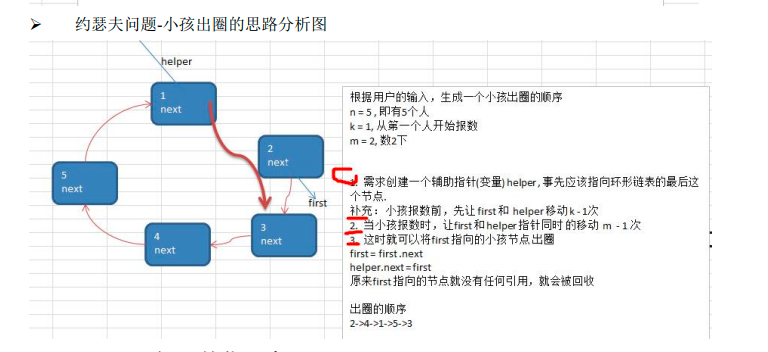 ➤ 约瑟夫问题-小孩出圈的思路分析图
helper
1
next
2
next
first
3
next
4
next
5
next
根据用户的输入，生成一个小孩出圈的顺序
n = 5 , 即有5个人
k = 1, 从第一个人开始报数
m = 2, 数2下
1. 需求创建一个辅助指针(变量) helper , 事先应该指向环形链表的最后这
个节点.
补充：小孩报数前，先让 first 和 helper 移动 k - 1次
2. 当小孩报数时，让first 和 helper 指针同时 的移动 m - 1 次
3. 这时就可以将first 指向的小孩节点 出圈
first = first .next
helper.next = first
原来first 指向的节点就没有任何引用，就会被回收
出圈的顺序
2->4->1->5->3